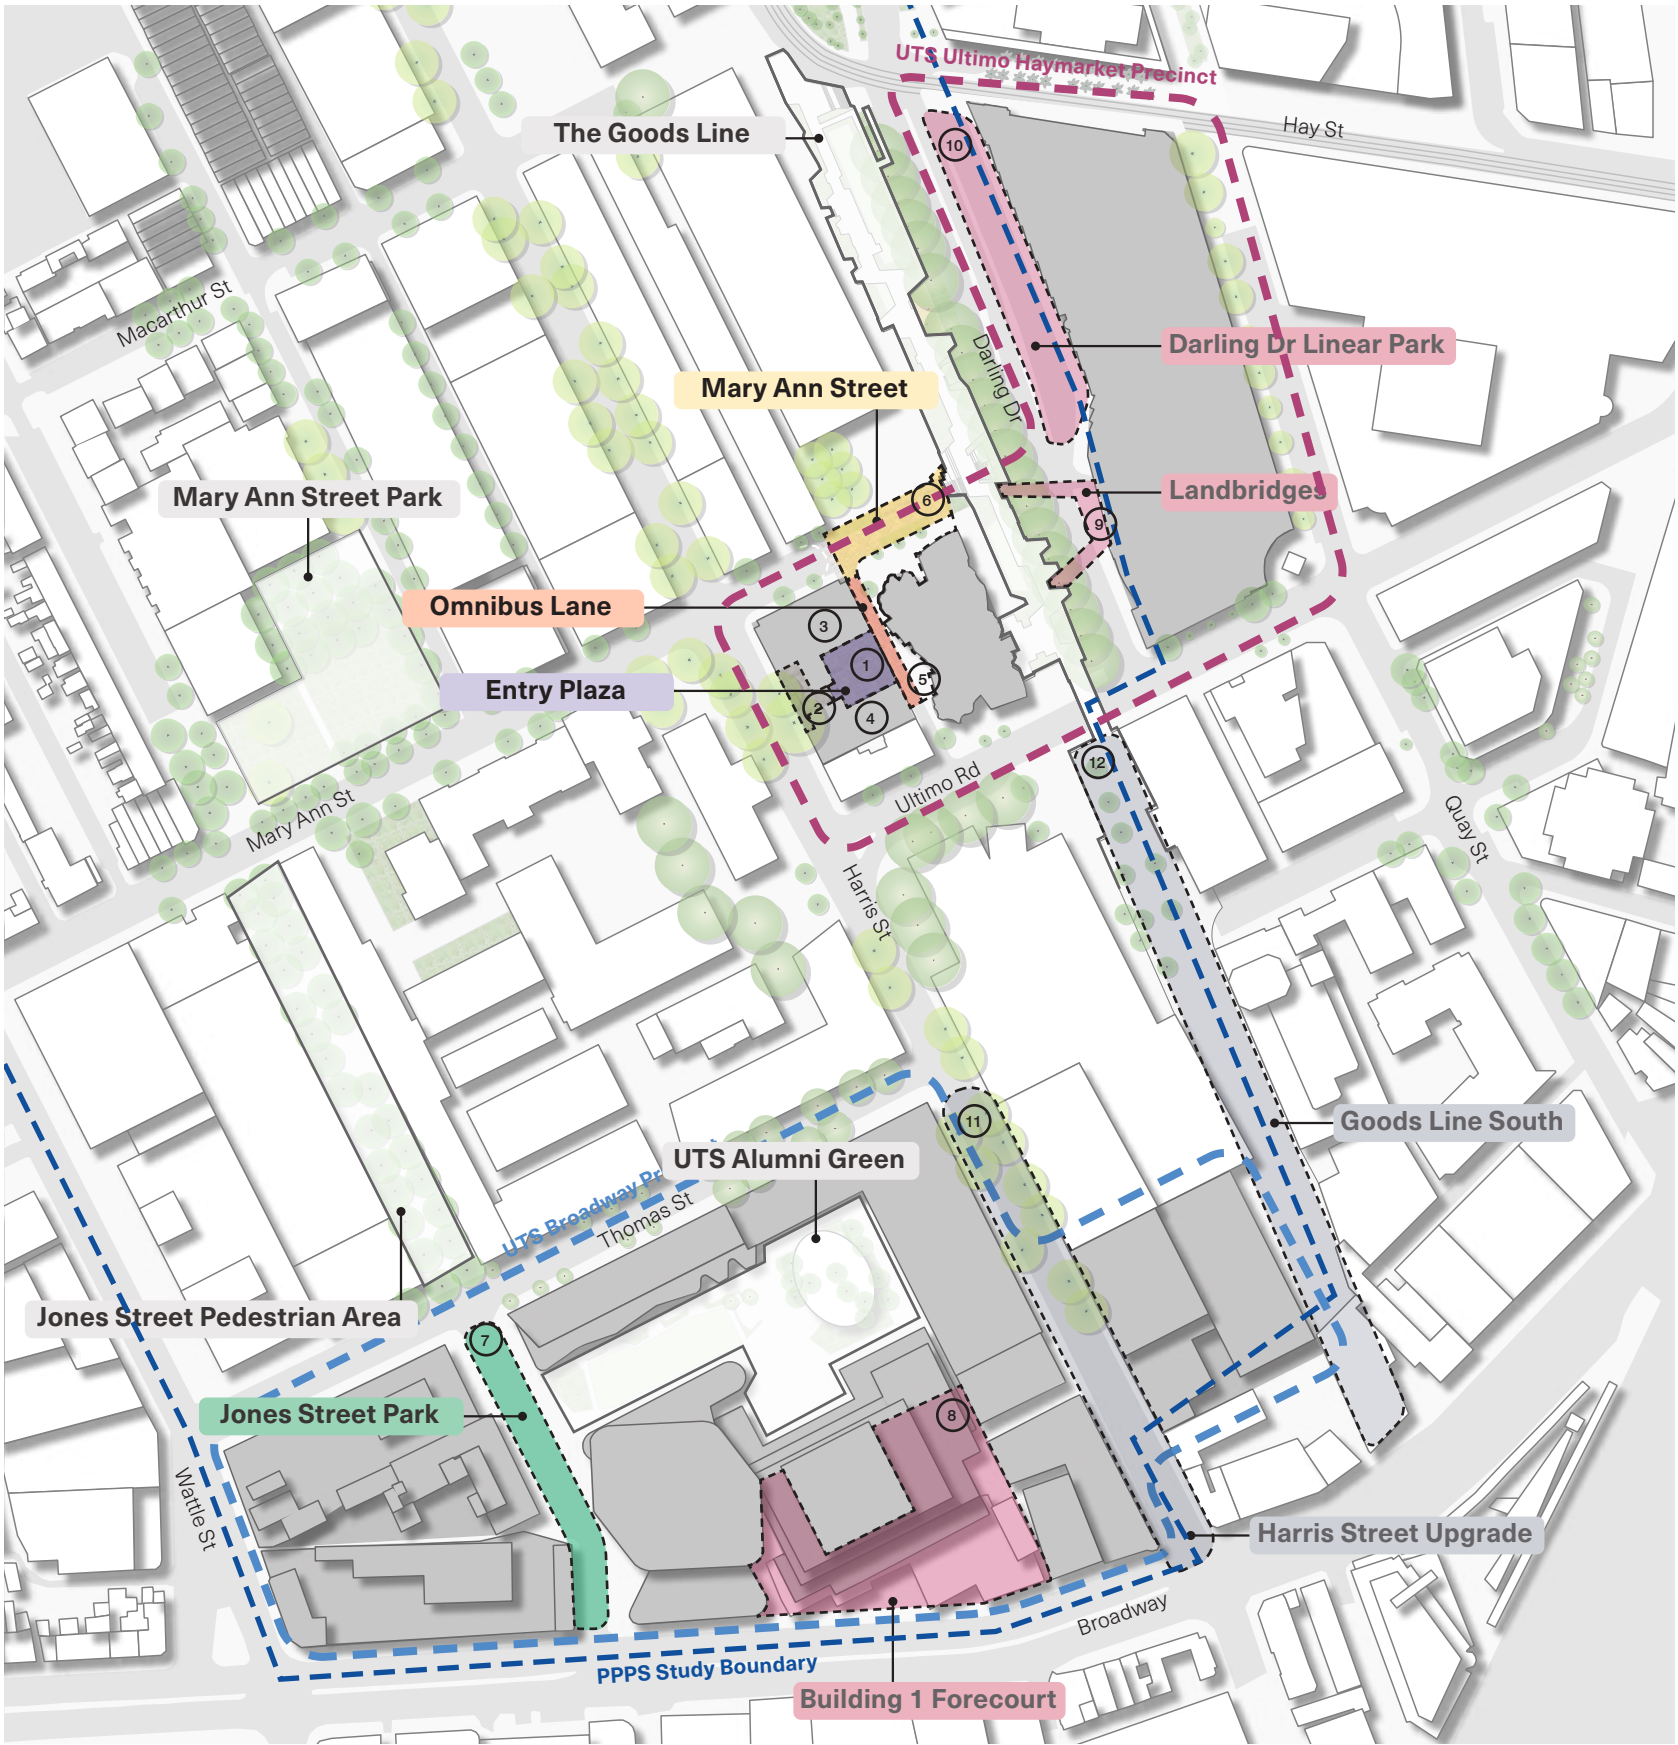 UTS Ultimo Haymarket Precinct
Hay St
The Goods Line
10
Macarthur St
Darling Dr
Darling Dr Linear Park
Mary Ann Street
Mary Ann Street Park
6
Landbridges
9
Omnibus Lane
3
1
5
Entry Plaza
2
4
12
Ultimo Rd
Mary Ann St
Quay St
Harris St
11
Goods Line South
UTS Alumni Green
UTS Broadway Pr
Thomas St
Jones Street Pedestrian Area
7
Jones Street Park
8
Wattle St
Harris Street Upgrade
Broadway
PPPS Study Boundary
Building 1 Forecourt